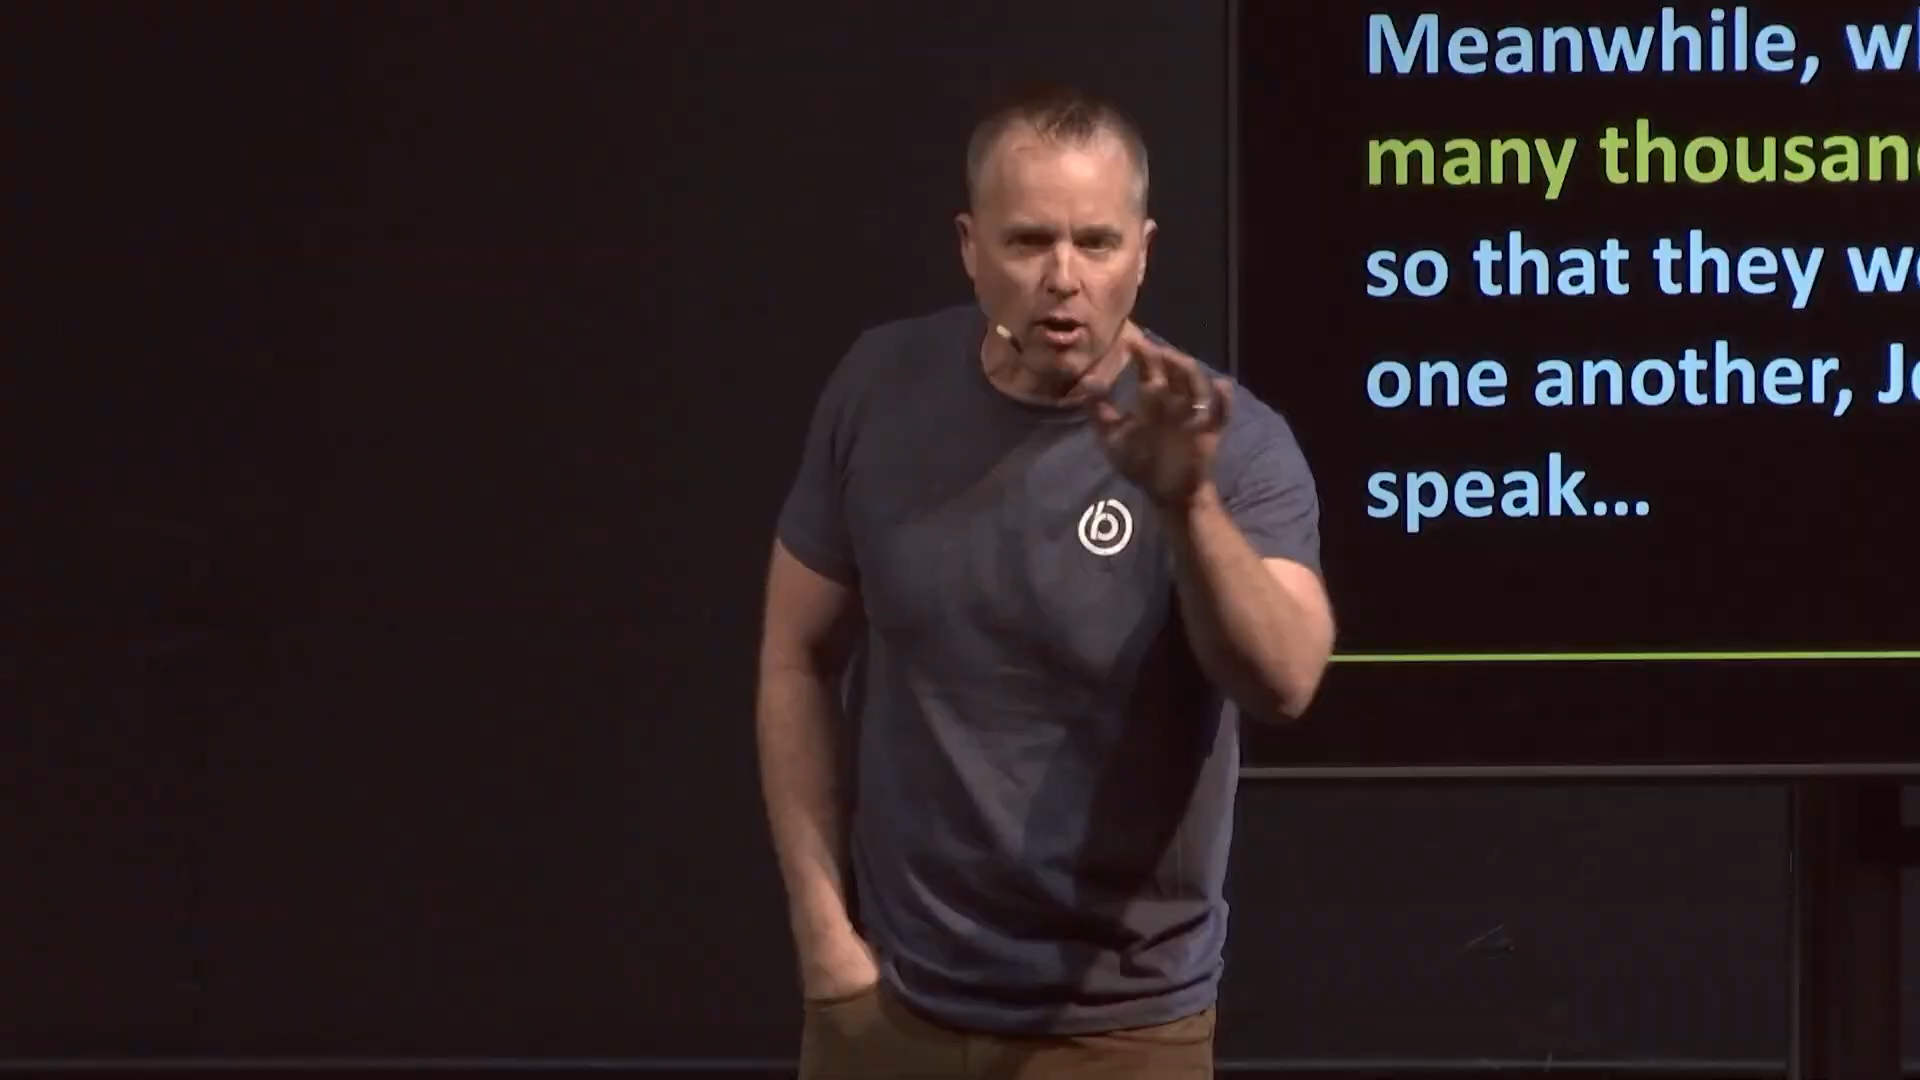 Meanwhile,
many
so that they
one another,
speak...
b